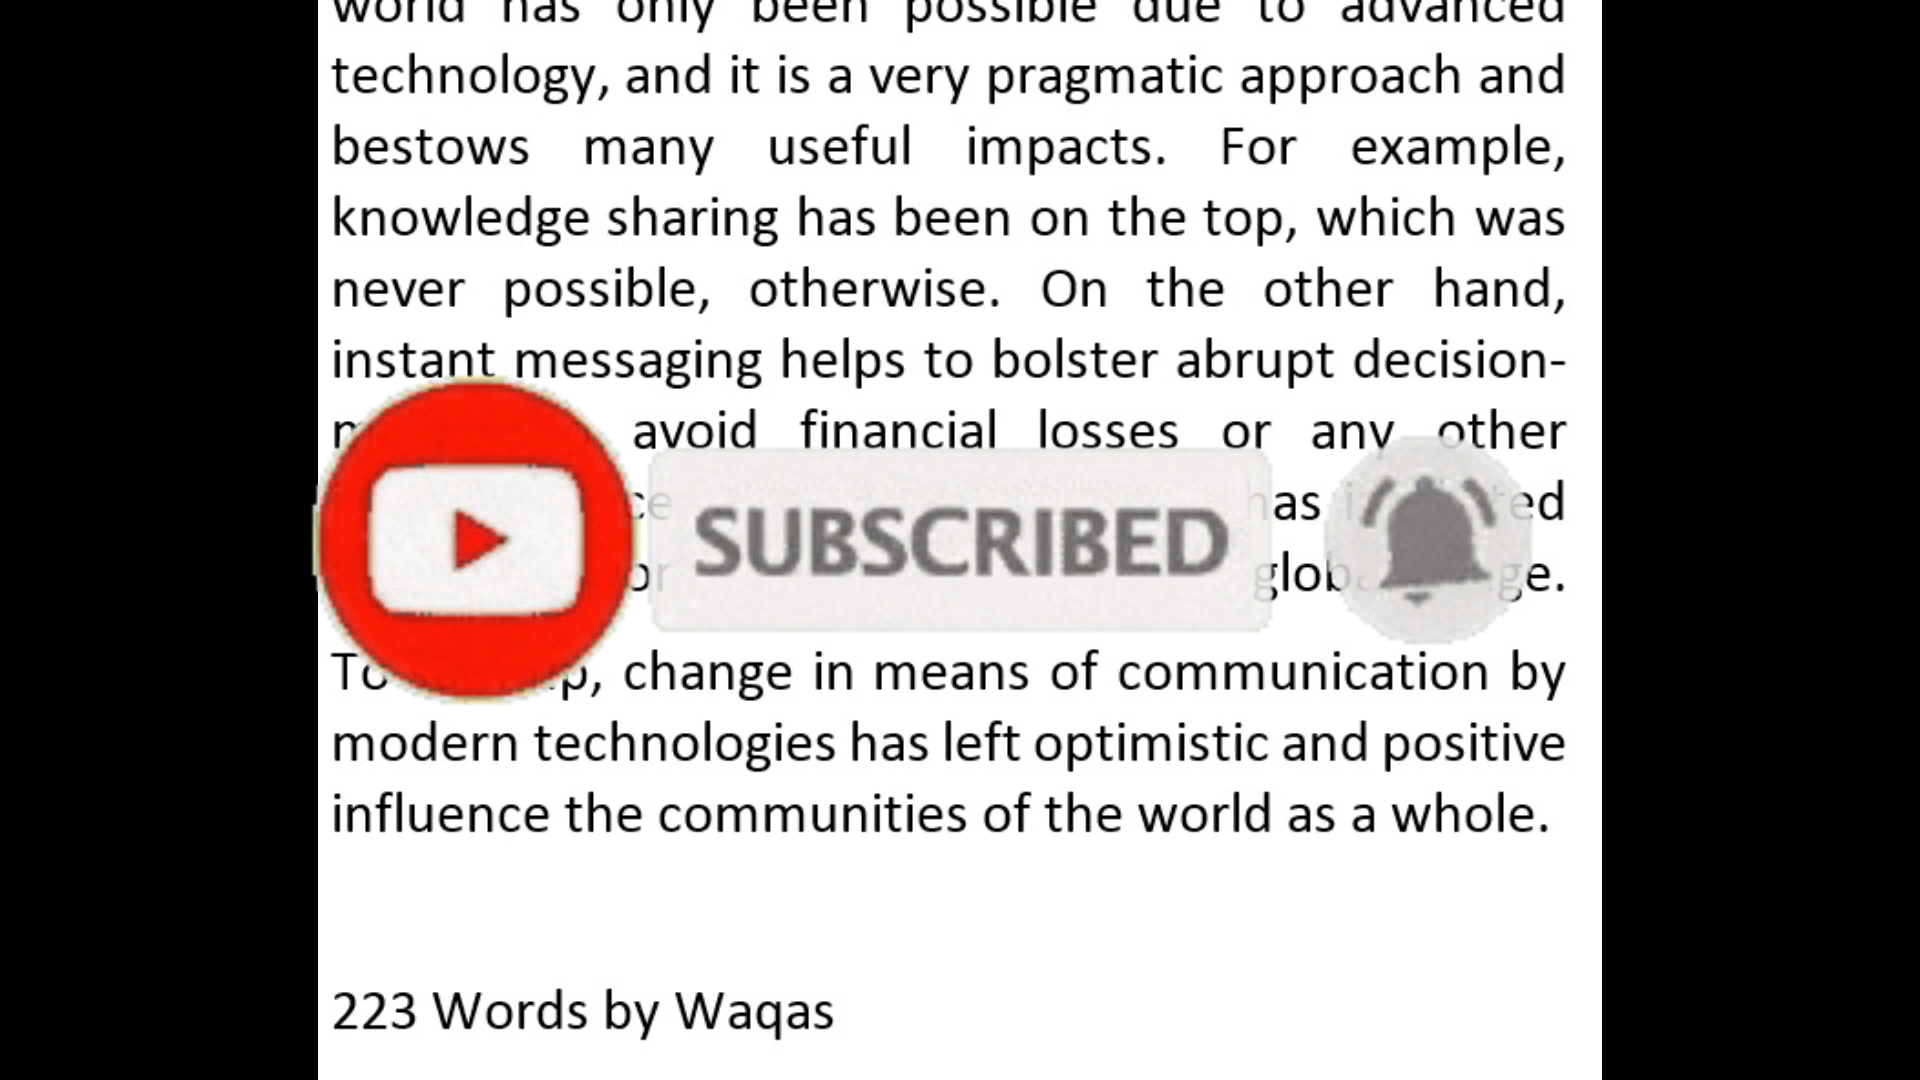 world has only been possible due to advanced
technology, and it is a very pragmatic approach and
bestows many useful impacts. For example,
knowledge sharing has been on the top, which was
never possible, otherwise. On the other hand,
instant messaging helps to bolster abrupt decision-
avoid financial losses or any other
has
SUBSCRIBED
change in means of communication by
modern technologies has left optimistic and positive
influence the communities of the world as a whole.
223 Words by Waqas